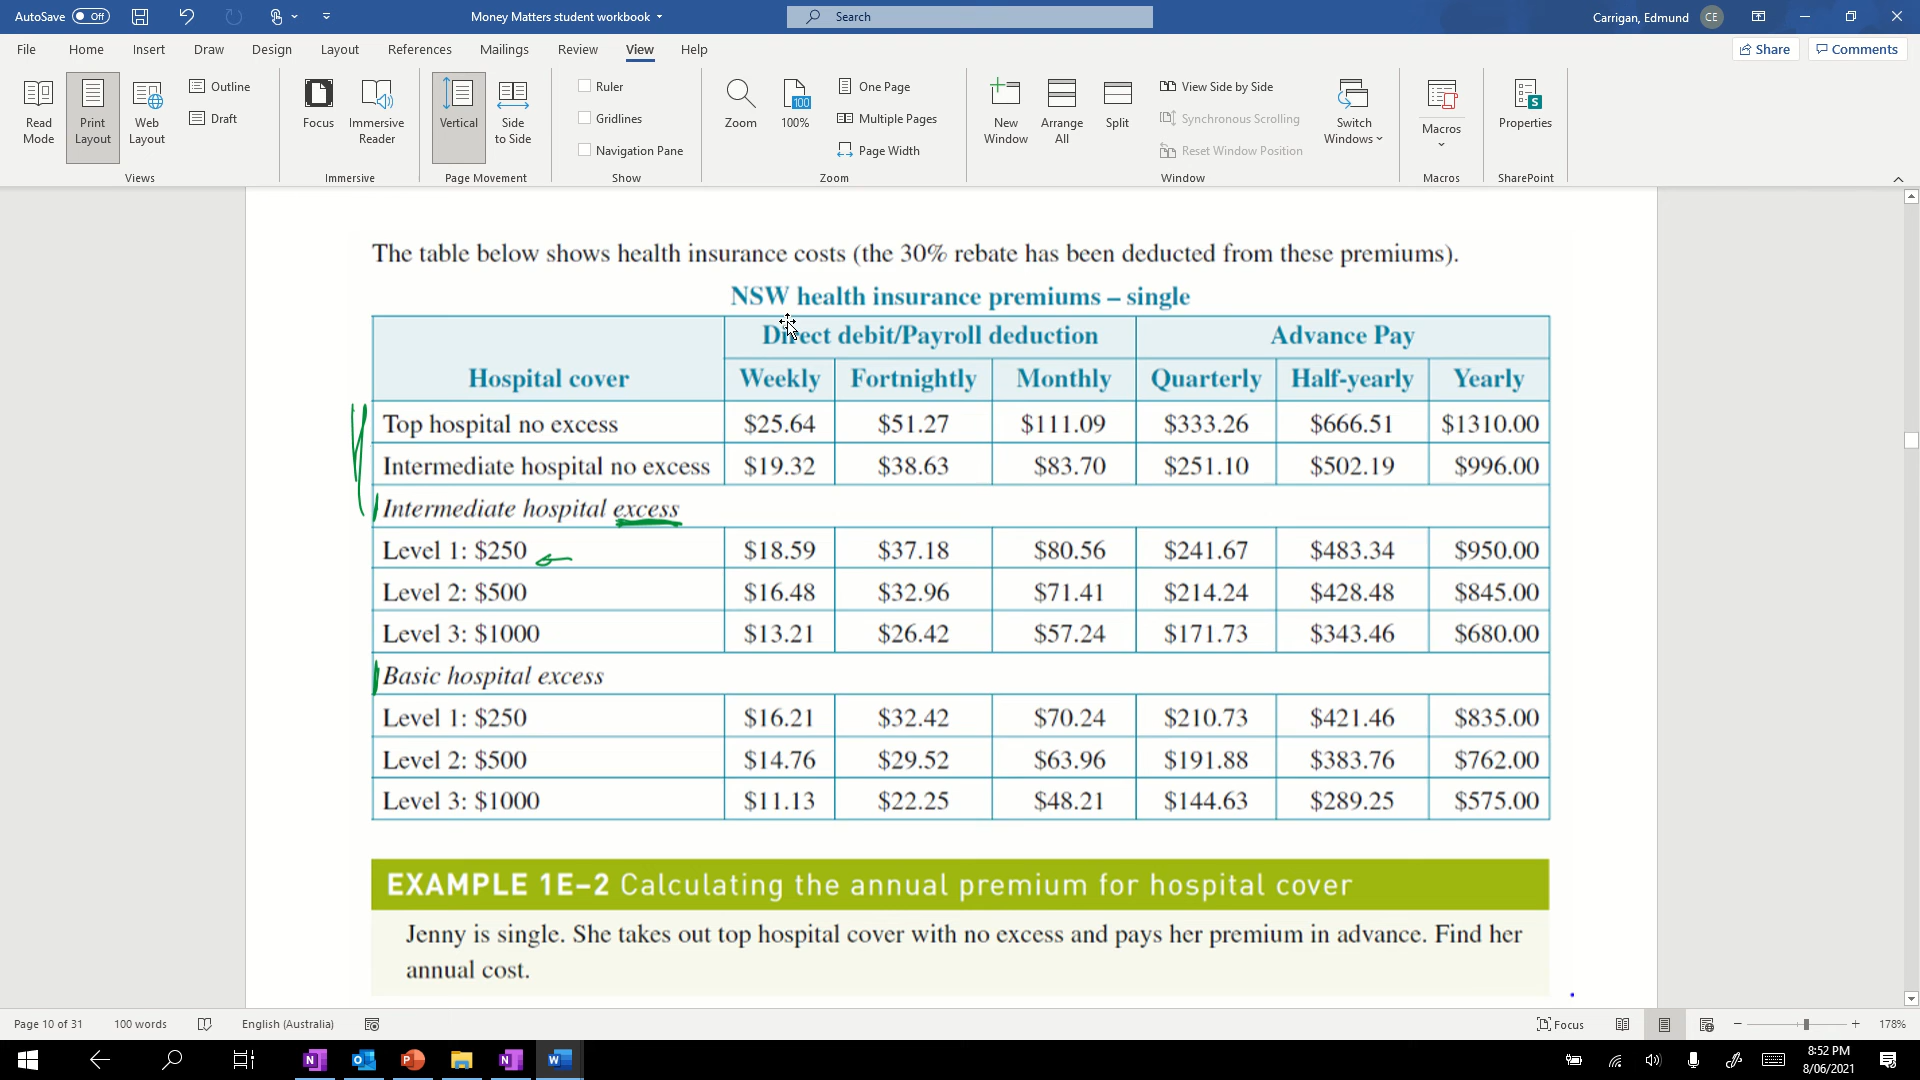 AutoSave Off Money Matters student workbook Search Carrigan, Edmund CE
File Home Insert Draw Design Layout References Mailings Review View Help Share Comments
Read Mode
Print Layout
Web Layout
Outline
Draft
Views
Focus
Immersive Reader
Immersive
Vertical
Side to Side
Page Movement
Ruler
Gridlines
Navigation Pane
Show
Zoom
100
100%
One Page
Multiple Pages
Page Width
Zoom
New Window
Arrange All
Split
View Side by Side
Synchronous Scrolling
Reset Window Position
Switch Windows
Window
Macros
Macros
S
Properties
SharePoint
The table below shows health insurance costs (the 30% rebate has been deducted from these premiums).
NSW health insurance premiums – single
Direct debit/Payroll deduction Advance Pay
Hospital cover Weekly Fortnightly Monthly Quarterly Half-yearly Yearly
Top hospital no excess $25.64 $51.27 $111.09 $333.26 $666.51 $1310.00
Intermediate hospital no excess $19.32 $38.63 $83.70 $251.10 $502.19 $996.00
Intermediate hospital excess
Level 1: $250 $18.59 $37.18 $80.56 $241.67 $483.34 $950.00
Level 2: $500 $16.48 $32.96 $71.41 $214.24 $428.48 $845.00
Level 3: $1000 $13.21 $26.42 $57.24 $171.73 $343.46 $680.00
Basic hospital excess
Level 1: $250 $16.21 $32.42 $70.24 $210.73 $421.46 $835.00
Level 2: $500 $14.76 $29.52 $63.96 $191.88 $383.76 $762.00
Level 3: $1000 $11.13 $22.25 $48.21 $144.63 $289.25 $575.00
EXAMPLE 1E–2 Calculating the annual premium for hospital cover
Jenny is single. She takes out top hospital cover with no excess and pays her premium in advance. Find her
annual cost.
Page 10 of 31 100 words English (Australia) Focus 178%
N P N W 8:52 PM
8/06/2021